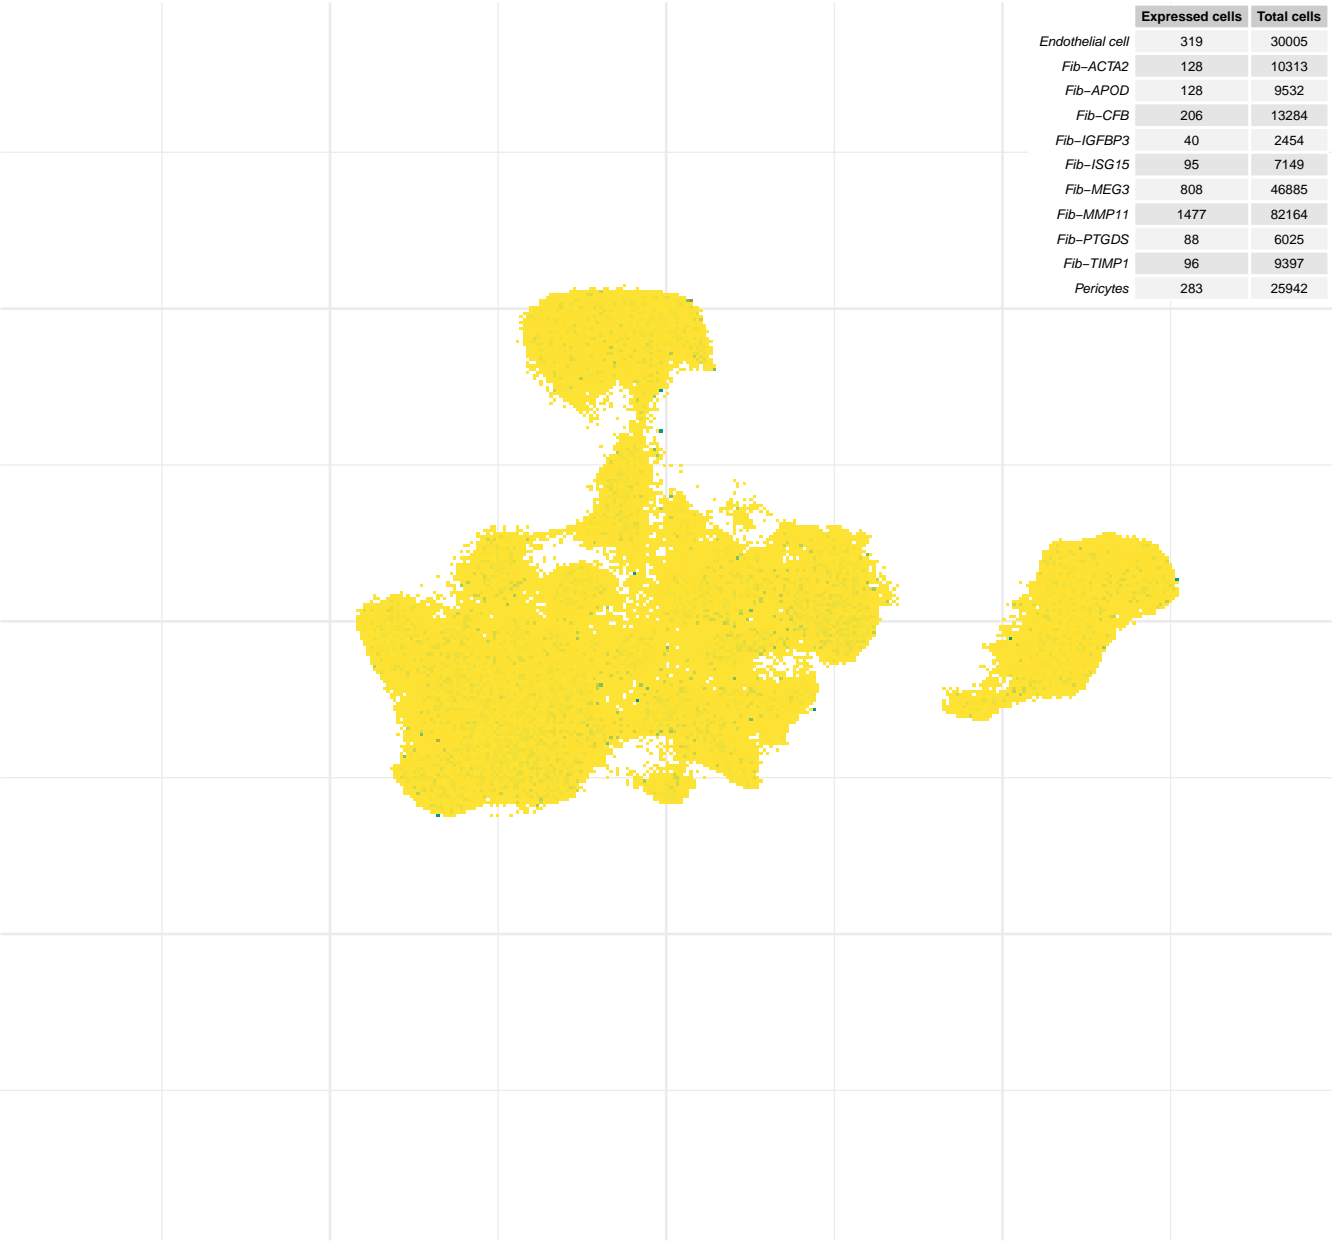 Expressed cells Total cells
Endothelial cell 319 30005
Fib−ACTA2 128 10313
Fib−APOD 128 9532
Fib−CFB 206 13284
Fib−IGFBP3 40 2454
Fib−ISG15 95 7149
Fib−MEG3 808 46885
Fib−MMP11 1477 82164
Fib−PTGDS 88 6025
Fib−TIMP1 96 9397
Pericytes 283 25942